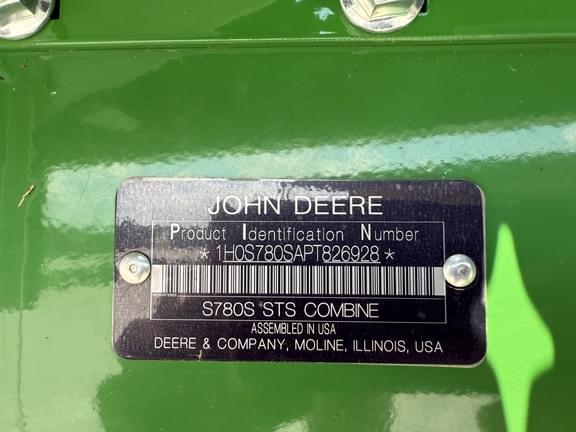 JOHN DEERE
Product Identification Number
*1H0S780SAPT826928*
S780S STS COMBINE
ASSEMBLED IN USA
DEERE & COMPANY, MOLINE, ILLINOIS, USA